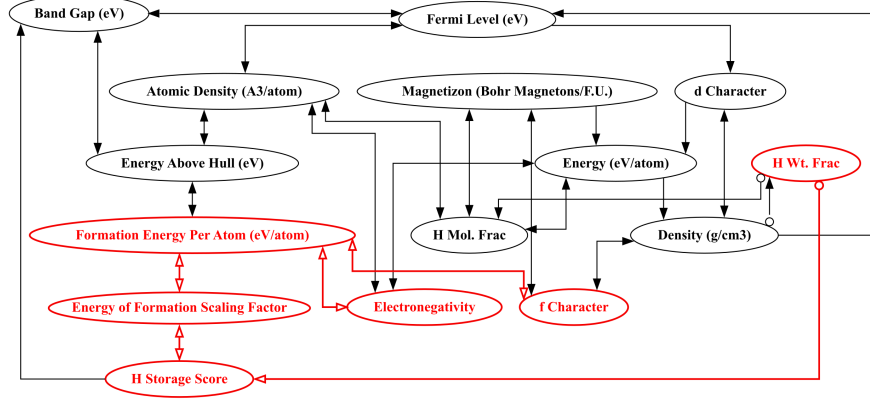 Band Gap (eV)
Fermi Level (eV)
Atomic Density (A3/atom)
Magnetizon (Bohr Magnetons/F.U.)
d Character
Energy Above Hull (eV)
Energy (eV/atom)
H Wt. Frac
Formation Energy Per Atom (eV/atom)
H Mol. Frac
Density (g/cm3)
Energy of Formation Scaling Factor
Electronegativity
f Character
H Storage Score